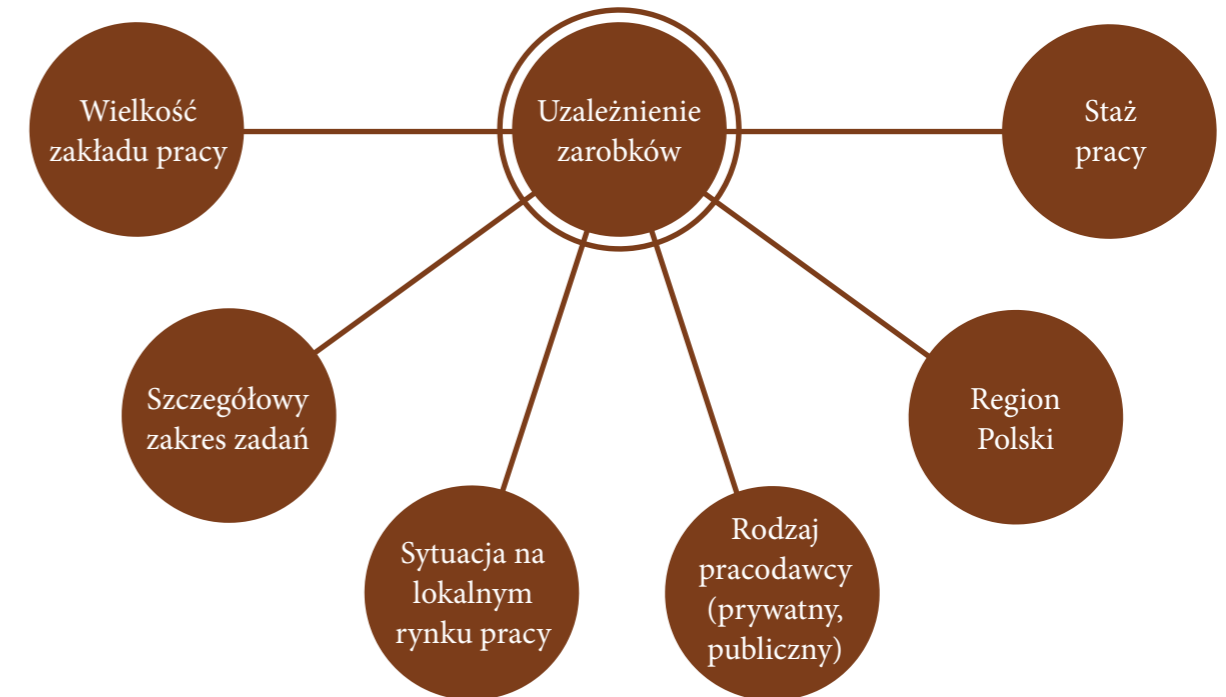 Wielkość
zakładu pracy
Uzależnienie
zarobków
Staż
pracy
Szczegółowy
zakres zadań
Region
Polski
Sytuacja na
lokalnym
rynku pracy
Rodzaj
pracodawcy
(prywatny,
publiczny)